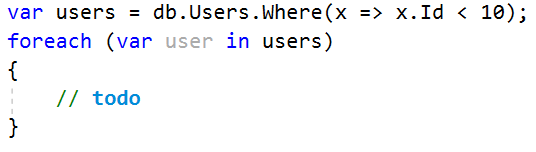 var users = db.Users.Where(x => x.Id < 10);
foreach (var user in users)
{
    // todo
}